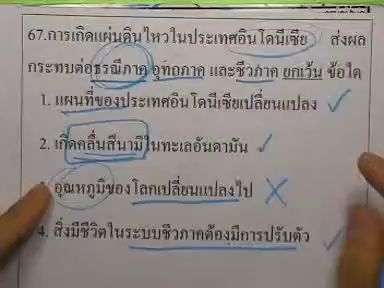 67.การเกิดแผ่นดินไหวในประเทศอินโดนีเซีย ส่งผล
กระทบต่อธรณีภาค อุทกภาค และชีวภาค ยกเว้น ข้อใด
1. แผนที่ของประเทศอินโดนีเซียเปลี่ยนแปลง
2. เกิดคลื่นสึนามิในทะเลอันดามัน
อุณหภูมิของโลกเปลี่ยนแปลงไป
4. สิ่งมีชีวิตในระบบชีวภาคต้องมีการปรับตัว